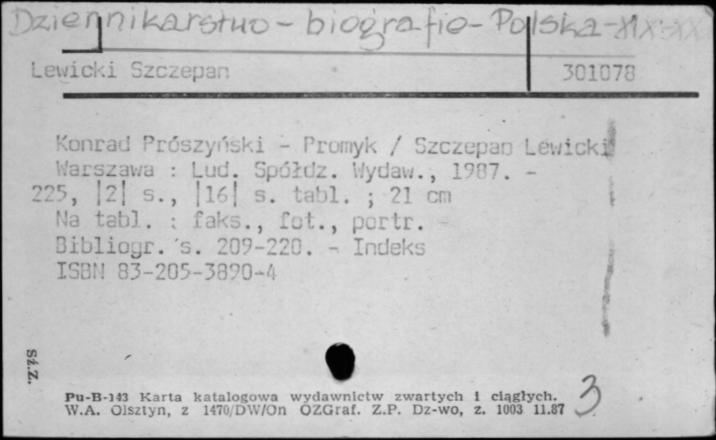 Dziennikarstwo - biografie - Polska - XIX-XX
Lewicki Szczepan 301078
Konrad Prószyński - Promyk / Szczepan Lewicki
Warszawa : Lud. Spółdz. Wydaw., 1987. -
225, |2| s., |16| s. tabl. ; 21 cm
Na tabl. : faks., fot., portr.
Bibliogr. s. 209-220. - Indeks
ISBN 83-205-3890-4
Sz.Z.
Pu-B-143 Karta katalogowa wydawnictw zwartych i ciągłych.
W.A. Olsztyn, z 1470/DW/On OZGraf. Z.P. Dz-wo, z. 1003 11.87
3